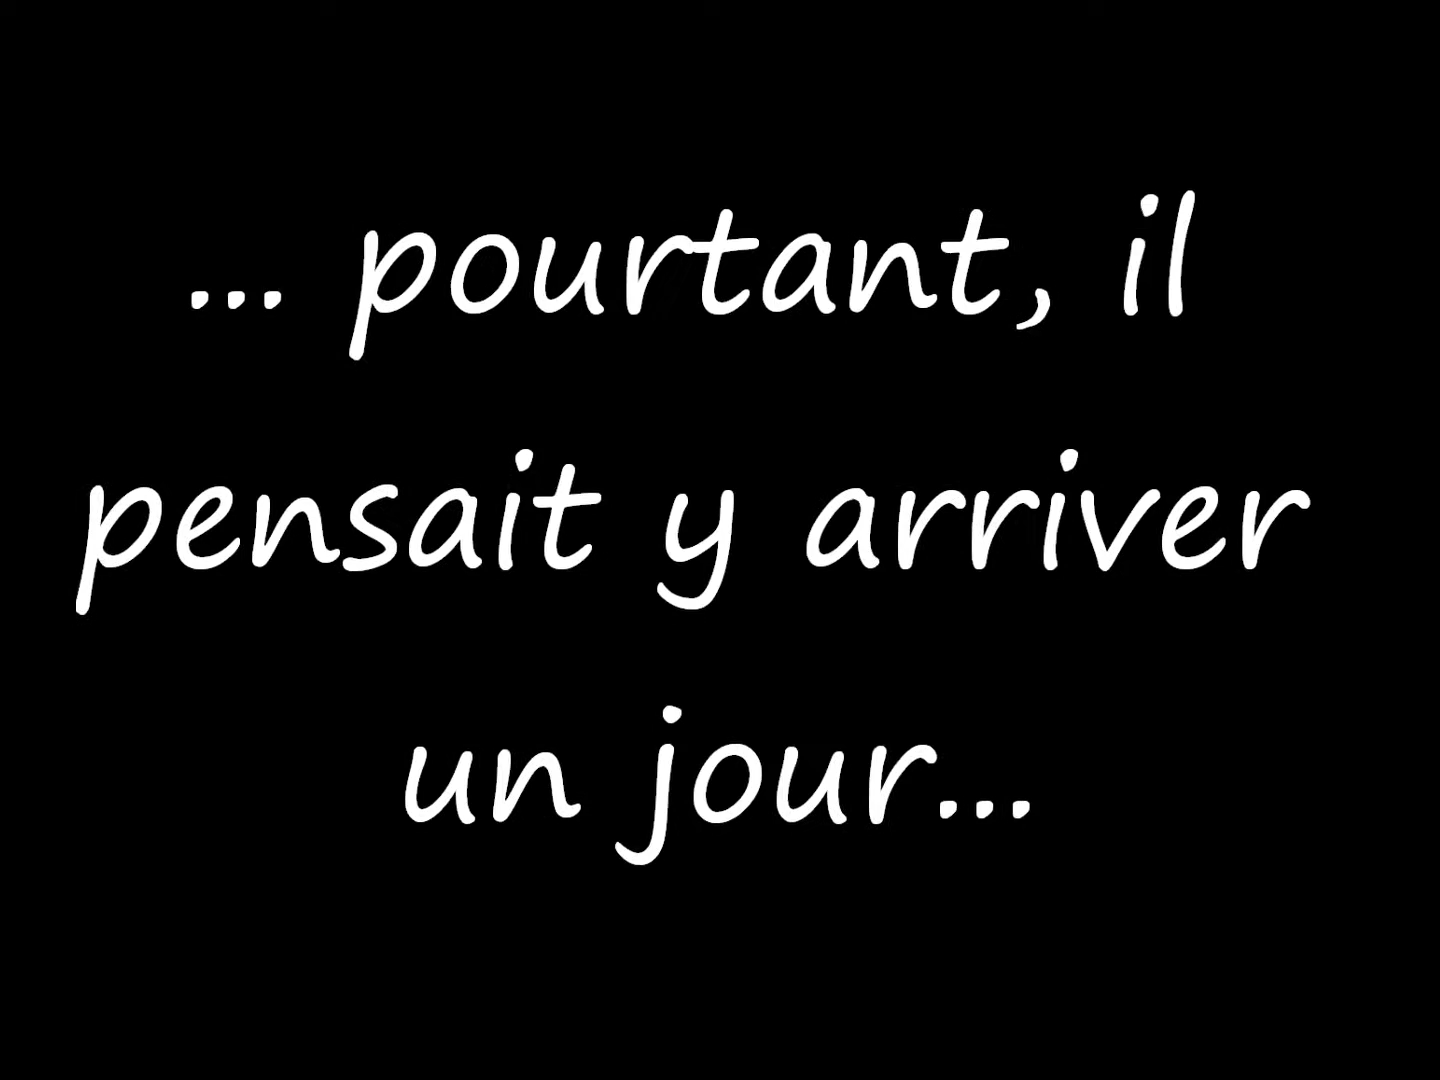 ... pourtant, il
pensait y arriver
un jour...